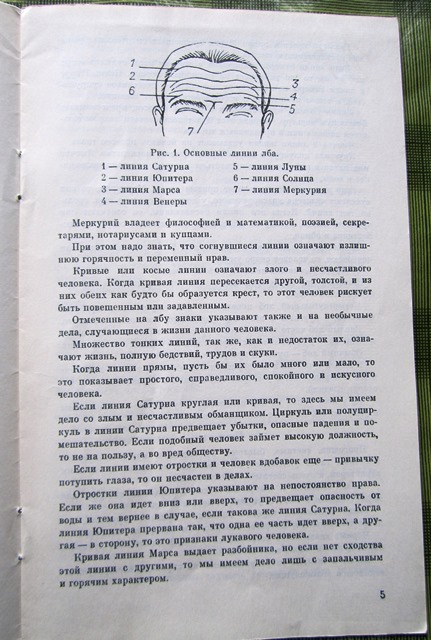 1
2
6
3
4
5
7
Рис. 1. Основные линии лба.
1 — линия Сатурна
2 — линия Юпитера
3 — линия Марса
4 — линия Венеры
5 — линия Луны
6 — линия Солнца
7 — линия Меркурия
Меркурий владеет философией и математикой, поэзией, секре-
тарями, нотариусами и купцами.
При этом надо знать, что согнувшиеся линии означают излиш-
нюю горячность и переменный нрав.
Кривые или косые линии означают злого и несчастливого
человека. Когда кривая линия пересекается другой, толстой, и из
них обеих как будто бы образуется крест, то этот человек рискует
быть повешенным или задавленным.
Отмеченные на лбу знаки указывают также и на необычные
дела, случающиеся в жизни данного человека.
Множество тонких линий, так же, как и недостаток их, озна-
чают жизнь, полную бедствий, трудов и скуки.
Когда линии прямы, пусть бы их было много или мало, то
это показывает простого, справедливого, спокойного и искусного
человека.
Если линия Сатурна круглая или кривая, то здесь мы имеем
дело со злым и несчастливым обманщиком. Циркуль или полуцир-
куль в линии Сатурна предвещает убытки, опасные падения и по-
мешательство. Если подобный человек займет высокую должность,
то не на пользу, а во вред обществу.
Если линии имеют отростки и человек вдобавок еще — привычку
потупить глаза, то он несчастен в делах.
Отростки линии Юпитера указывают на непостоянство нрава.
Если же она идет вниз или вверх, то предвещает опасность от
воды и тем вернее в случае, если такова же линия Сатурна. Когда
линия Юпитера прервана так, что одна ее часть идет вверх, а дру-
гая — в сторону, то это признаки лукавого человека.
Кривая линия Марса выдает разбойника, но если нет сходства
этой линии с другими, то мы имеем дело лишь с запальчивым
и горячим характером.
5